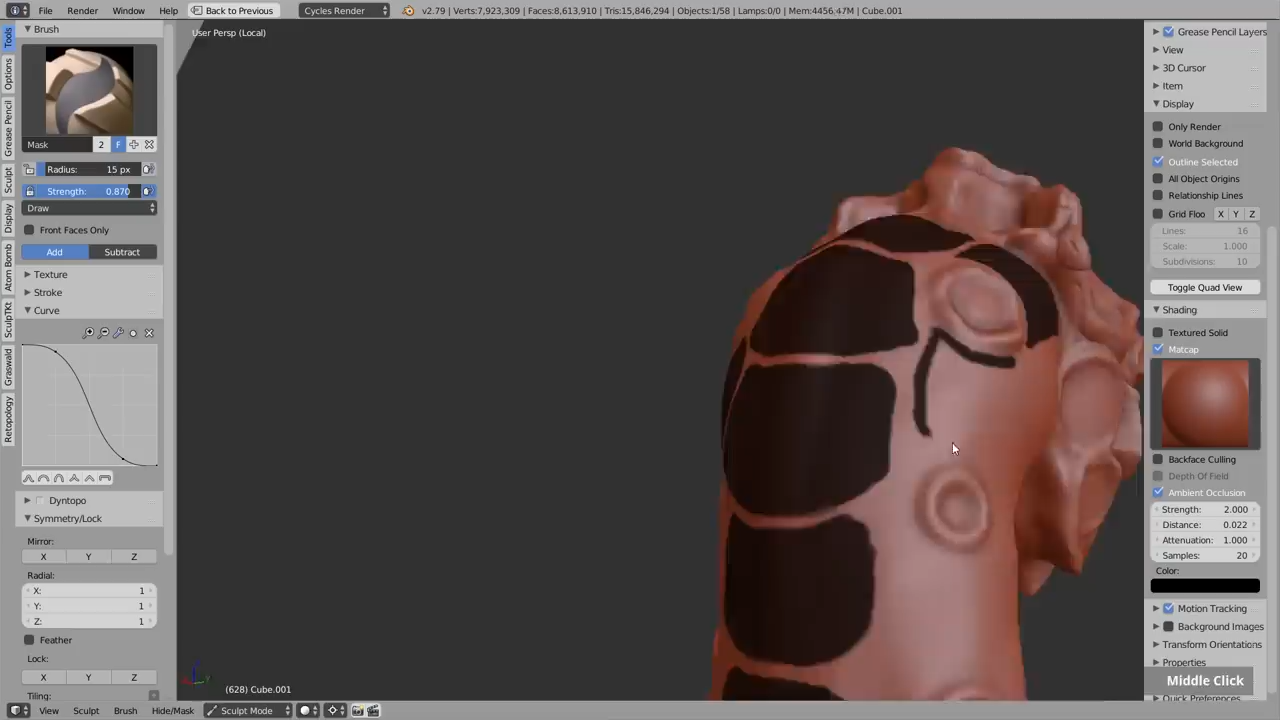 File Render Window Help Back to Previous Cycles Render v2.79 | Verts:7,923,309 | Faces:8,613,910 | Tris:15,846,294 | Objects:1/58 | Lamps:0/0 | Mem:4456.47M | Cube.001
Tools
Options
Grease Pencil
Sculpt
Display
Atom Bomb
SculpTKt
Graswald
Retopology
Brush
Mask 2 F
Radius: 15 px
Strength: 0.870
Draw
Front Faces Only
Add Subtract
Texture
Stroke
Curve
Dyntopo
Symmetry/Lock
Mirror:
X Y Z
Radial:
X: 1
Y: 1
Z: 1
Feather
Lock:
X Y Z
Tiling:
User Persp (Local)
(628) Cube.001
Grease Pencil Layers
View
3D Cursor
Item
Display
Only Render
World Background
Outline Selected
All Object Origins
Relationship Lines
Grid Floo X Y Z
Lines: 16
Scale: 1.000
Subdivisions: 10
Toggle Quad View
Shading
Textured Solid
Matcap
Backface Culling
Depth Of Field
Ambient Occlusion
Strength: 2.000
Distance: 0.022
Attenuation: 1.000
Samples: 20
Color:
Motion Tracking
Background Images
Transform Orientations
Properties
Middle Click
View Sculpt Brush Hide/Mask Sculpt Mode